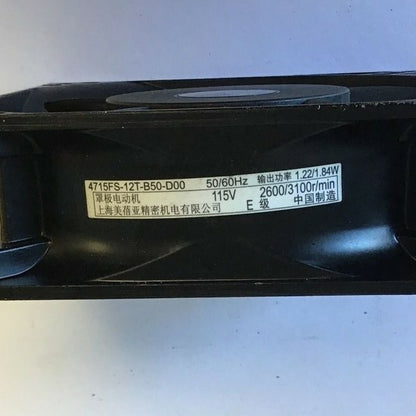 4715FS-12T-B50-D00 50/60Hz 输出功率 1.22/1.84W
罩极电动机 115V 2600/3100r/min
上海美蓓亚精密机电有限公司 E 级 中国制造